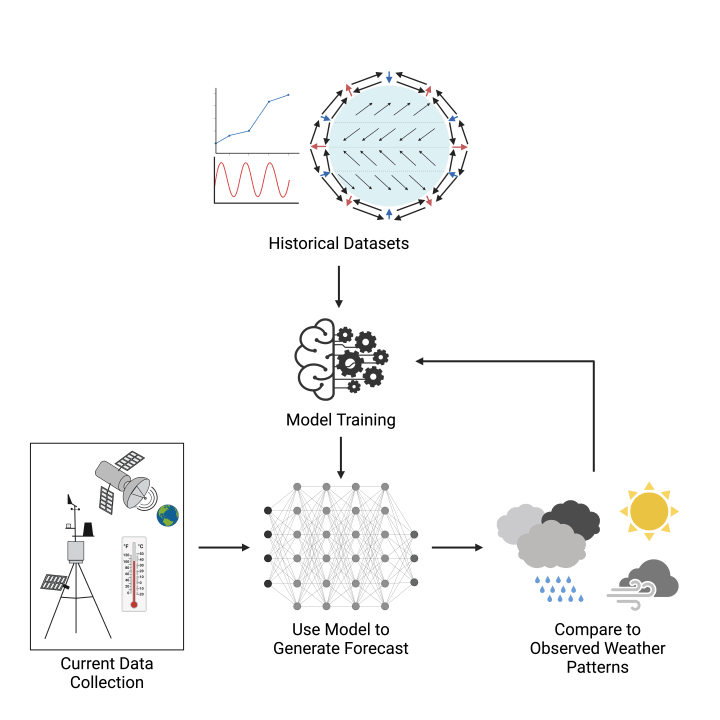 Historical Datasets
Model Training
°F °C
Use Model to
Generate Forecast
Compare to
Observed Weather
Patterns
Current Data
Collection